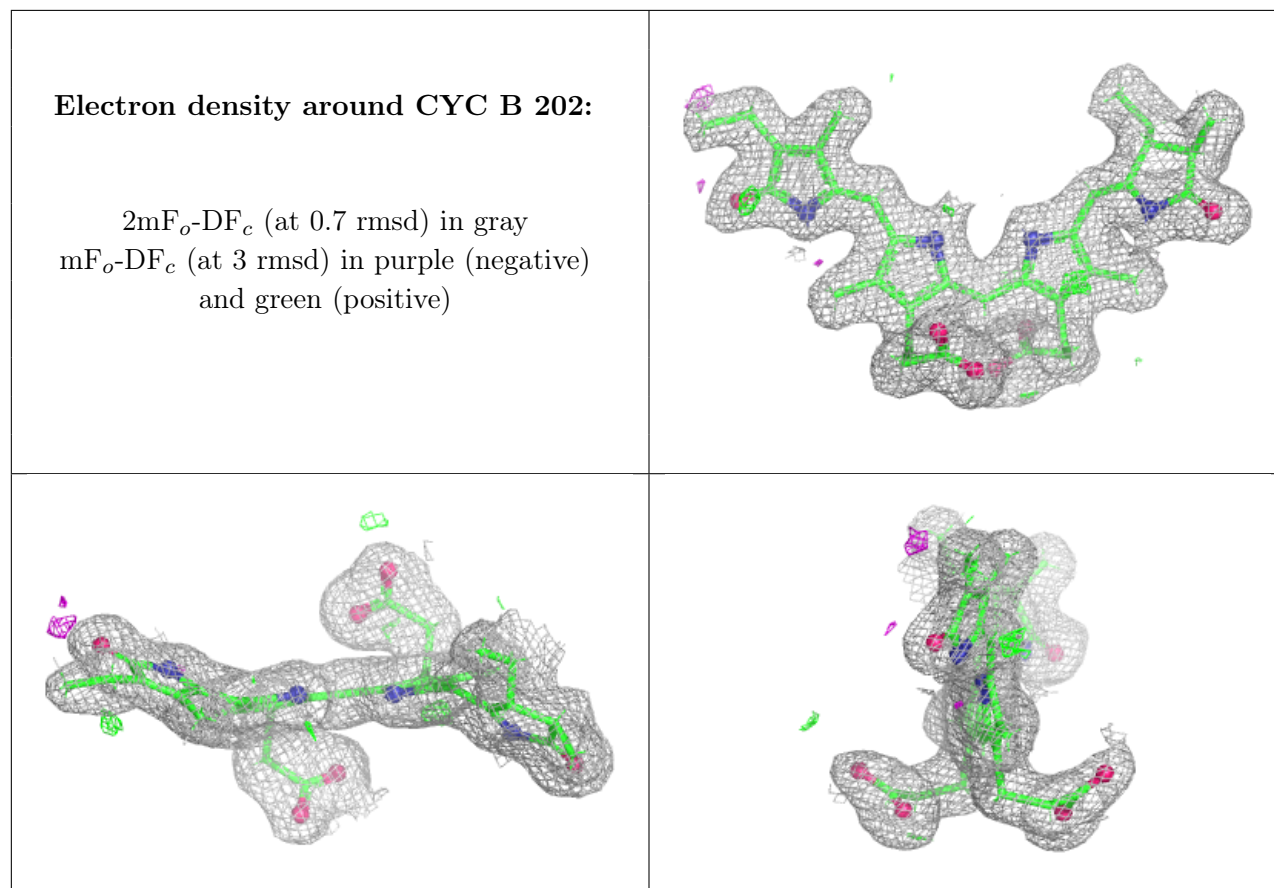 Electron density around CYC B 202:
2mFₒ-DF𝒸 (at 0.7 rmsd) in gray
mFₒ-DF𝒸 (at 3 rmsd) in purple (negative)
and green (positive)